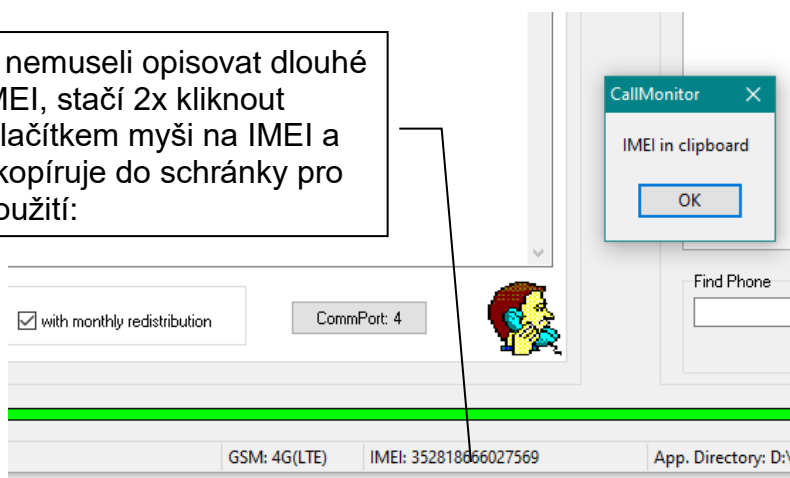 nemuseli opisovat dlouhé
MEI, stačí 2x kliknout
lačítkem myši na IMEI a
kopíruje do schránky pro
oužití:
CallMonitor
IMEI in clipboard
OK
Find Phone
with monthly redistribution
CommPort: 4
GSM: 4G(LTE)
IMEI: 352818666027569
App. Directory: D:\